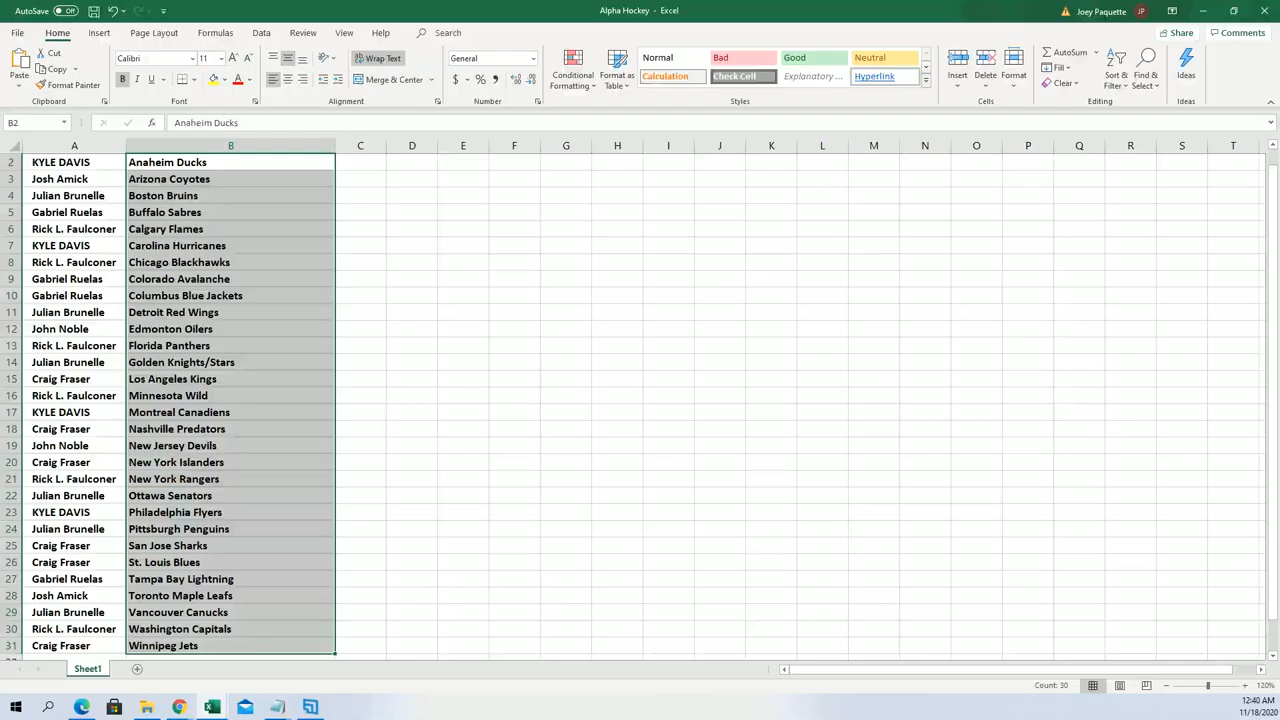 AutoSave Off
Alpha Hockey - Excel
Joey Paquette JP
File Home Insert Page Layout Formulas Data Review View Help Search
Share Comments
Paste
Cut
Copy
Format Painter
Calibri 11 A A
B I U A
Wrap Text
Merge & Center
General
$ % 9
Conditional Formatting
Format as Table
Normal Bad Good Neutral
Calculation Check Cell Explanatory ... Hyperlink
Insert Delete Format
AutoSum
Fill
Clear
Sort & Filter
Find & Select
Ideas
Clipboard Font Alignment Number Styles Cells Editing Ideas
B2 fx Anaheim Ducks
A B C D E F G H I J K L M N O P Q R S T
2 KYLE DAVIS Anaheim Ducks
3 Josh Amick Arizona Coyotes
4 Julian Brunelle Boston Bruins
5 Gabriel Ruelas Buffalo Sabres
6 Rick L. Faulconer Calgary Flames
7 KYLE DAVIS Carolina Hurricanes
8 Rick L. Faulconer Chicago Blackhawks
9 Gabriel Ruelas Colorado Avalanche
10 Gabriel Ruelas Columbus Blue Jackets
11 Julian Brunelle Detroit Red Wings
12 John Noble Edmonton Oilers
13 Rick L. Faulconer Florida Panthers
14 Julian Brunelle Golden Knights/Stars
15 Craig Fraser Los Angeles Kings
16 Rick L. Faulconer Minnesota Wild
17 KYLE DAVIS Montreal Canadiens
18 Craig Fraser Nashville Predators
19 John Noble New Jersey Devils
20 Craig Fraser New York Islanders
21 Rick L. Faulconer New York Rangers
22 Julian Brunelle Ottawa Senators
23 KYLE DAVIS Philadelphia Flyers
24 Julian Brunelle Pittsburgh Penguins
25 Craig Fraser San Jose Sharks
26 Craig Fraser St. Louis Blues
27 Gabriel Ruelas Tampa Bay Lightning
28 Josh Amick Toronto Maple Leafs
29 Julian Brunelle Vancouver Canucks
30 Rick L. Faulconer Washington Capitals
31 Craig Fraser Winnipeg Jets
Sheet1
Count: 30 120%
12:40 AM
11/18/2020